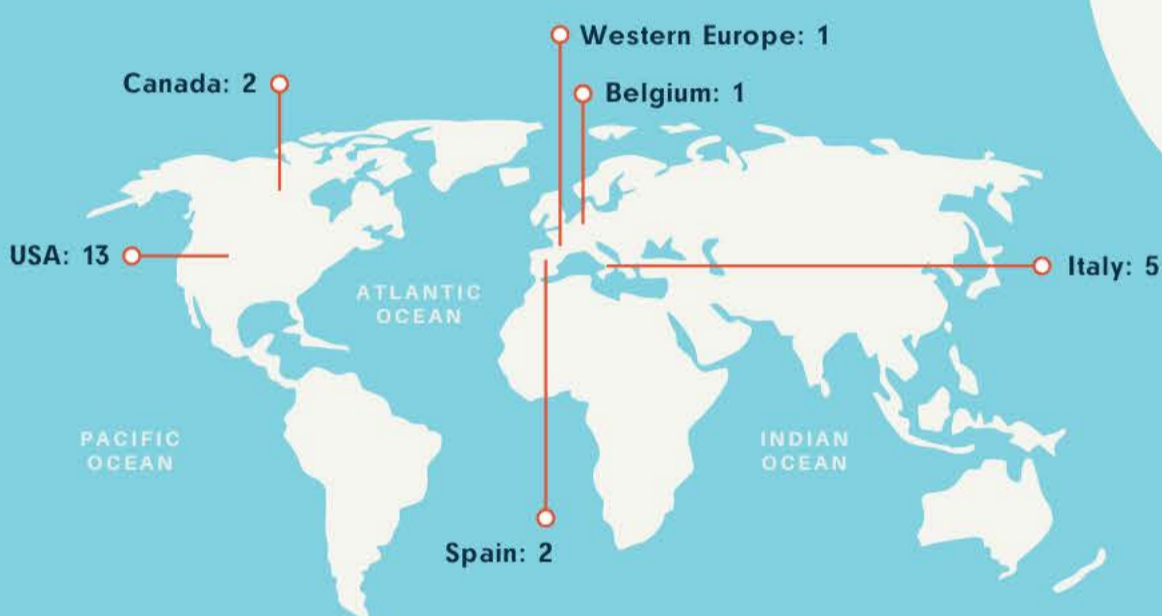 Western Europe: 1
Canada: 2
Belgium: 1
USA: 13
Italy: 5
ATLANTIC
OCEAN
PACIFIC
OCEAN
INDIAN
OCEAN
Spain: 2